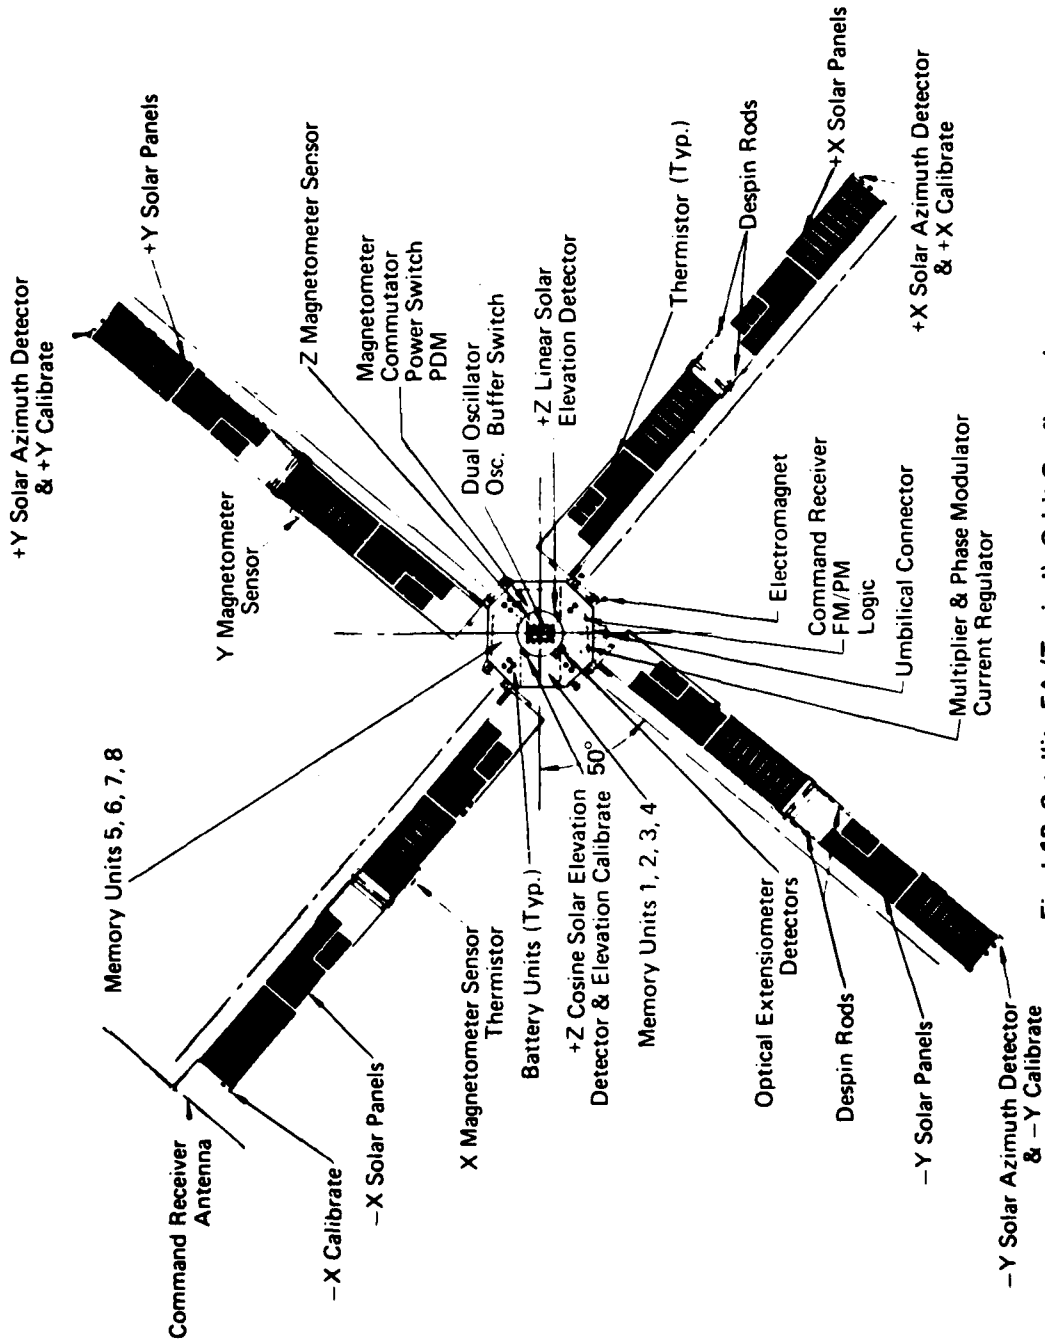 Command Receiver
Antenna
−X Calibrate
−X Solar Panels
Memory Units 5, 6, 7, 8
+Y Solar Azimuth Detector
& +Y Calibrate
+Y Solar Panels
Y Magnetometer
Sensor
Z Magnetometer Sensor
Magnetometer
Commutator
Power Switch
PDM
Dual Oscillator
Osc. Buffer Switch
+Z Linear Solar
Elevation Detector
X Magnetometer Sensor
Thermistor
Battery Units (Typ.)
50°
+Z Cosine Solar Elevation
Detector & Elevation Calibrate
Memory Units 1, 2, 3, 4
Thermistor (Typ.)
Despin Rods
+X Solar Panels
Optical Extensiometer
Detectors
Despin Rods
−Y Solar Panels
Electromagnet
Command Receiver
FM/PM
Logic
Umbilical Connector
Multiplier & Phase Modulator
Current Regulator
+X Solar Azimuth Detector
& +X Calibrate
−Y Solar Azimuth Detector
& −Y Calibrate